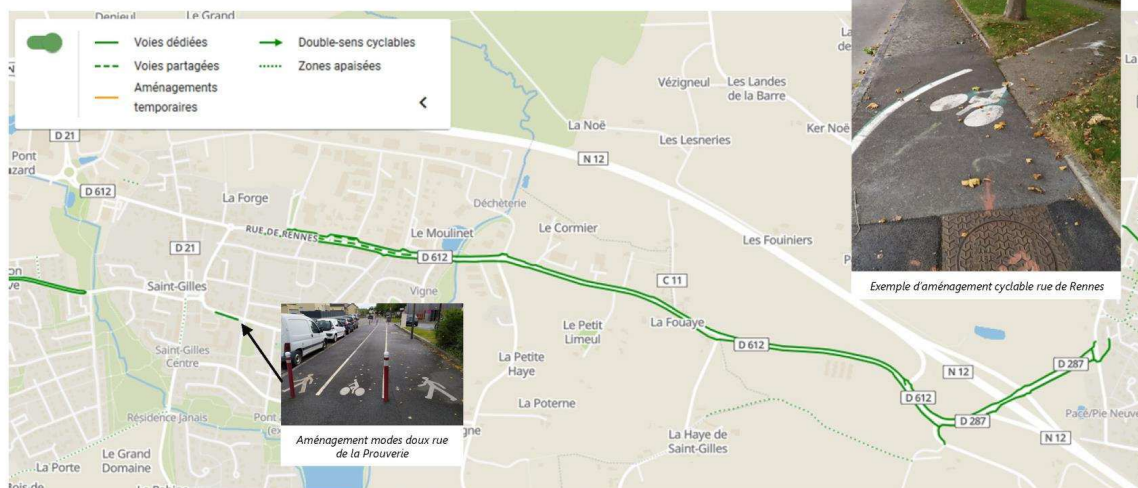 Voies dédiées
Double-sens cyclables
Voies partagées
Zones apaisées
Aménagements
temporaires
Le Grand
Vézigneul
Les Landes
de la Barre
La Noë
Ker Noë
Les Lesneries
N 12
D 21
Pont
D 612
La Forge
Déchèterie
RUE DE RENNES
Le Moulinet
Le Cormier
Les Fouiniers
D 21
D 612
Exemple d'aménagement cyclable rue de Rennes
Saint-Gilles
Vigne
C 11
Le Petit
Limeul
La Fouaye
D 612
Saint-Gilles
Centre
La Petite
Haye
N 12
D 287
D 612
La Poterne
D 287
Pacé/Pie Neuve
Résidence Janais
Pont
Aménagement modes doux rue
de la Prouverie
La Haye de
Saint-Gilles
N 12
Le Grand
Domaine
La Porte